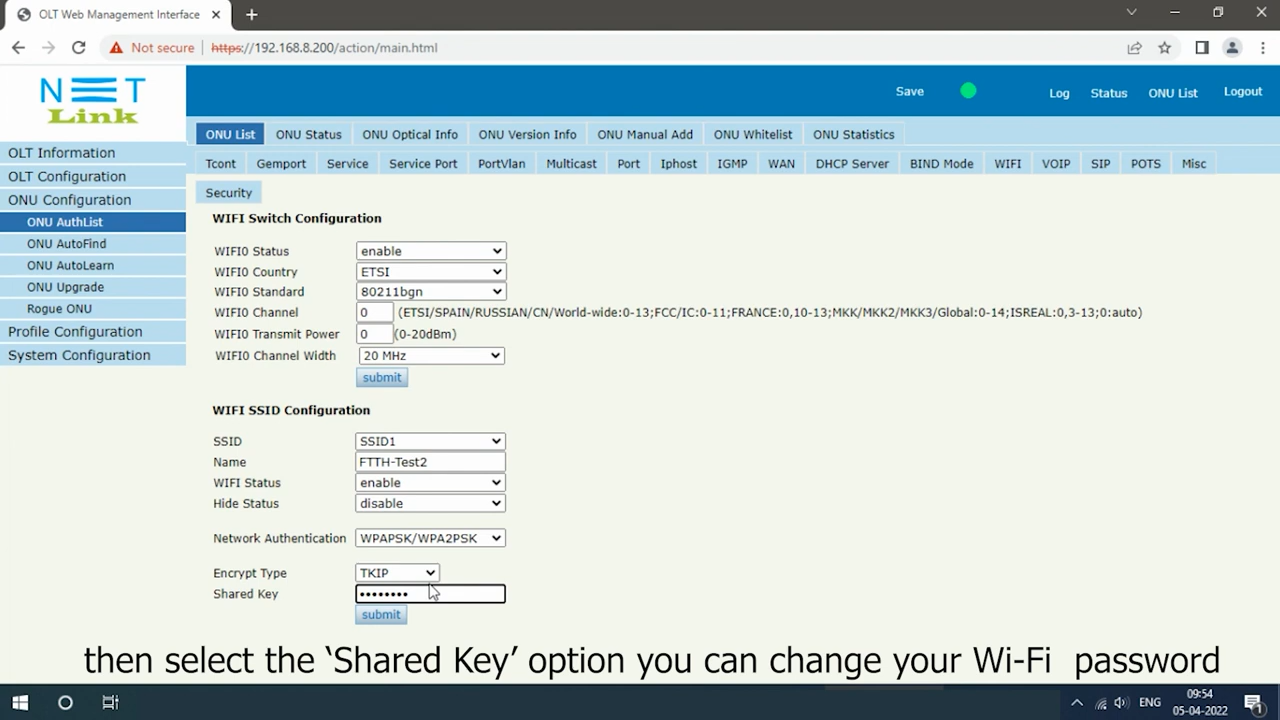 OLT Web Management Interface
Not secure
https://192.168.8.200/action/main.html
NET
Link
Save
Log
Status
ONU List
Logout
ONU List
ONU Status
ONU Optical Info
ONU Version Info
ONU Manual Add
ONU Whitelist
ONU Statistics
Tcont
Gemport
Service
Service Port
PortVlan
Multicast
Port
Iphost
IGMP
WAN
DHCP Server
BIND Mode
WIFI
VOIP
SIP
POTS
Misc
Security
OLT Information
OLT Configuration
ONU Configuration
ONU AuthList
ONU AutoFind
ONU AutoLearn
ONU Upgrade
Rogue ONU
Profile Configuration
System Configuration
WIFI Switch Configuration
WIFI0 Status enable
WIFI0 Country ETSI
WIFI0 Standard 80211bgn
WIFI0 Channel 0 (ETSI/SPAIN/RUSSIAN/CN/World-wide:0-13;FCC/IC:0-11;FRANCE:0,10-13;MKK/MKK2/MKK3/Global:0-14;ISREAL:0,3-13;0:auto)
WIFI0 Transmit Power 0 (0-20dBm)
WIFI0 Channel Width 20 MHz
submit
WIFI SSID Configuration
SSID SSID1
Name FTTH-Test2
WIFI Status enable
Hide Status disable
Network Authentication WPAPSK/WPA2PSK
Encrypt Type TKIP
Shared Key ••••••••
submit
then select the ‘Shared Key’ option you can change your Wi-Fi password
ENG
09:54
05-04-2022
1